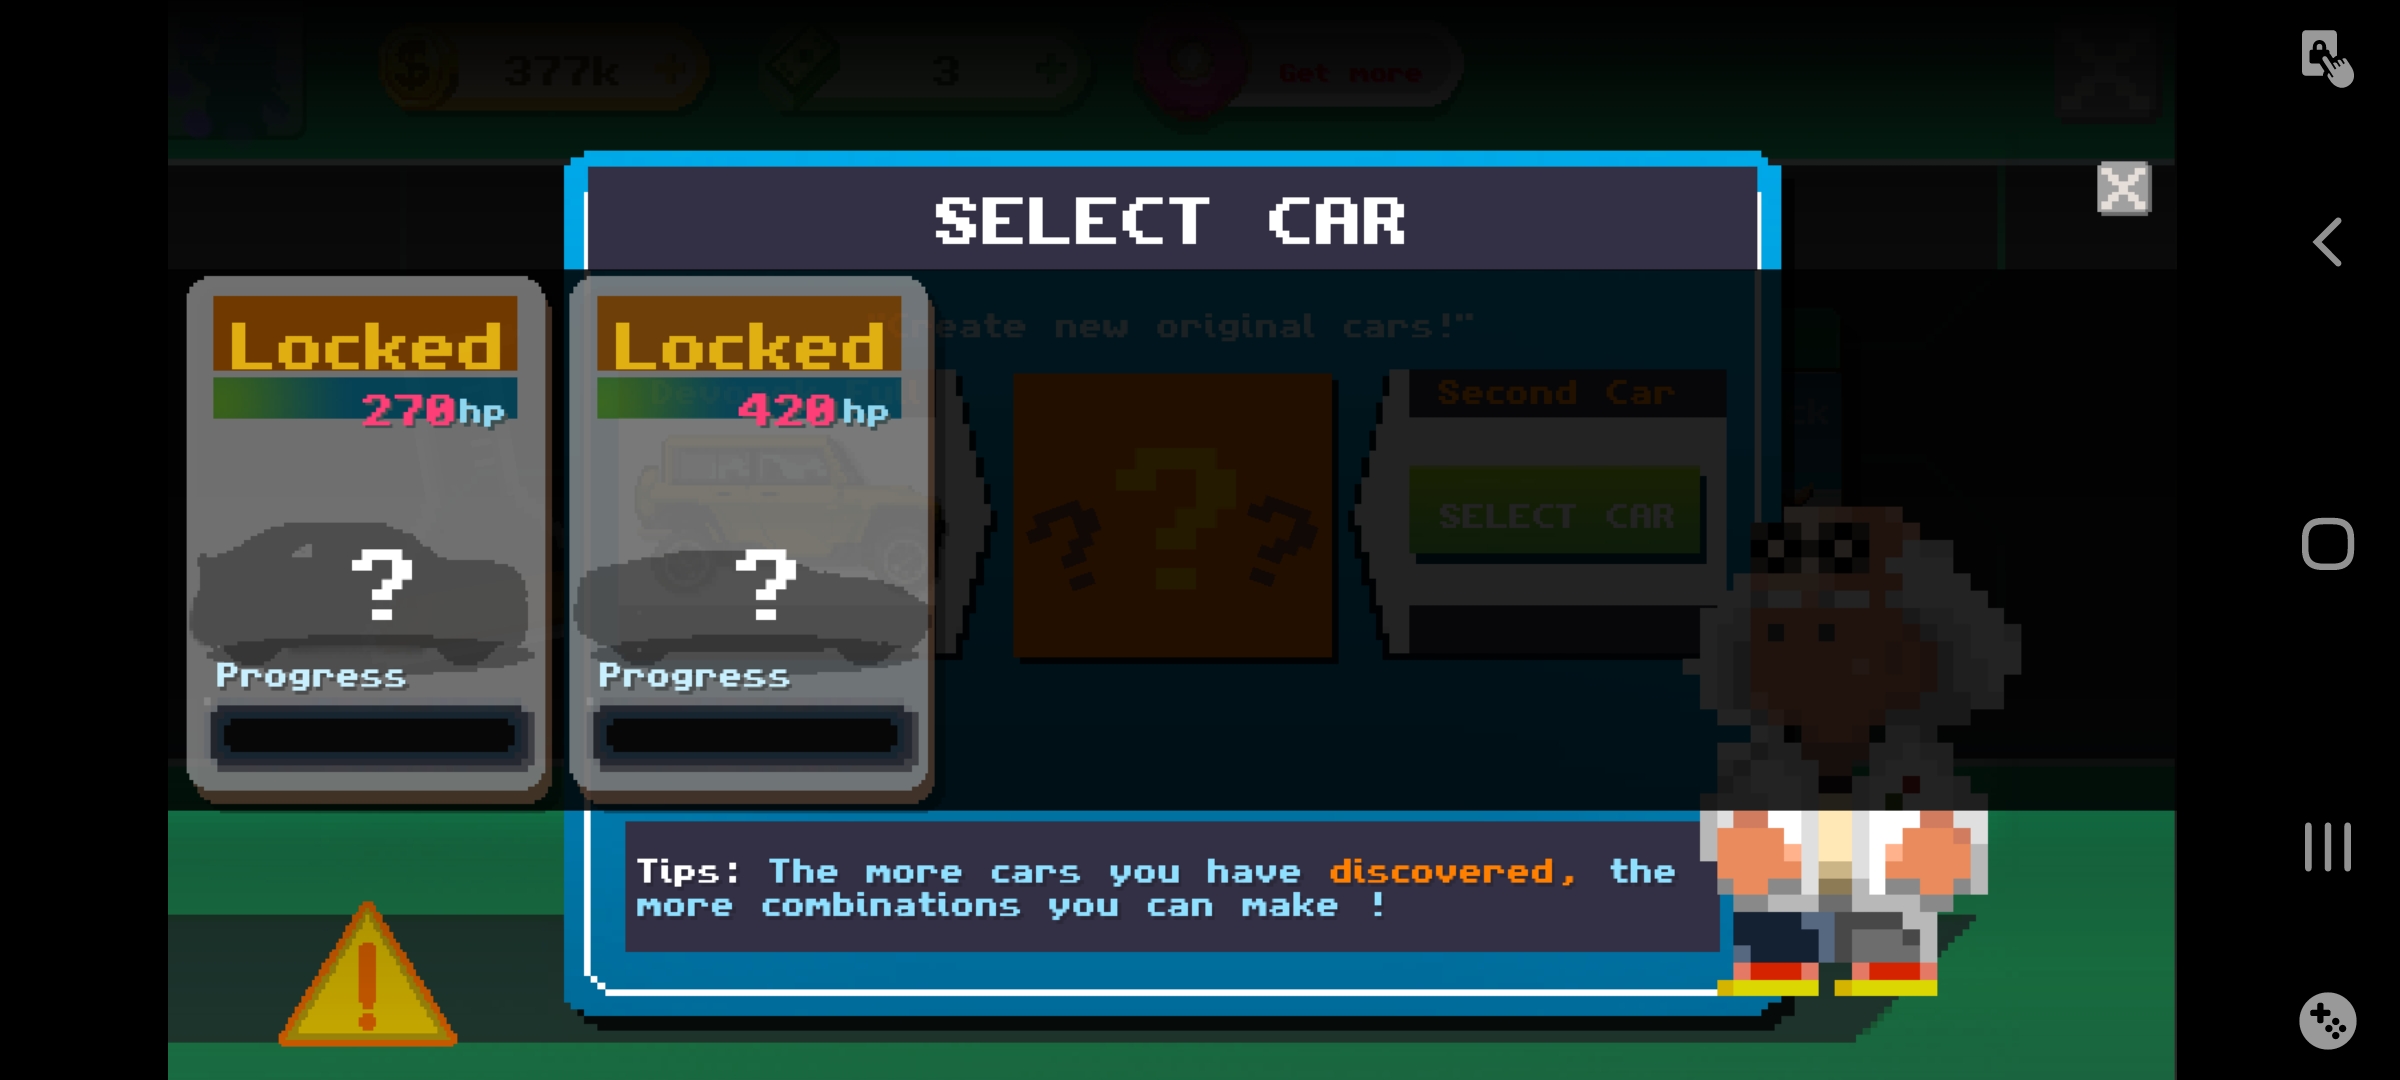 377k
3
Get more
SELECT CAR
"Create new original cars!"
Locked
270hp
?
Progress
Locked
420hp
?
Progress
? ? ?
Second Car
SELECT CAR
Tips: The more cars you have discovered, the
more combinations you can make !